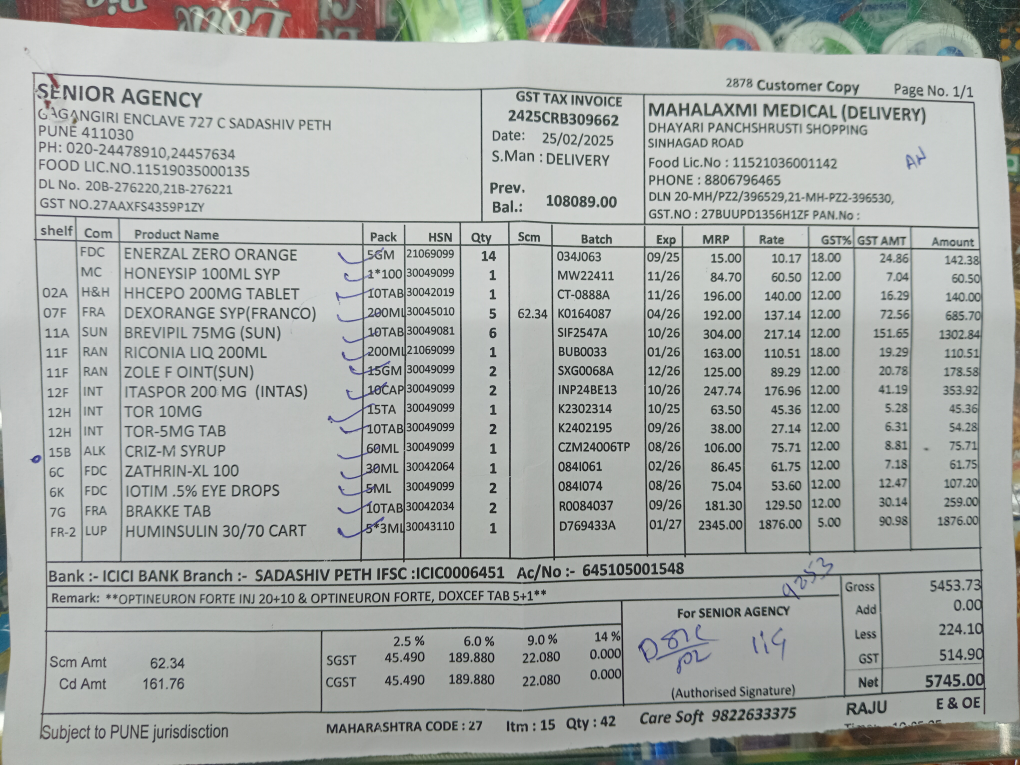 2878 Customer Copy Page No. 1/1
SENIOR AGENCY
GAGANGIRI ENCLAVE 727 C SADASHIV PETH
PUNE 411030
PH: 020-24478910,24457634
FOOD LIC.NO.11519035000135
DL No. 20B-276220,21B-276221
GST NO.27AAXFS4359P1ZY
GST TAX INVOICE
2425CRB309662
Date: 25/02/2025
S.Man : DELIVERY
Prev. Bal.: 108089.00
MAHALAXMI MEDICAL (DELIVERY)
DHAYARI PANCHSHRUSTI SHOPPING
SINHAGAD ROAD
Food Lic.No : 11521036001142
PHONE : 8806796465
DLN 20-MH/PZ2/396529,21-MH-PZ2-396530,
GST.NO : 27BUUPD1356H1ZF PAN.No :
AN
shelf Com Product Name Pack HSN Qty Scm Batch Exp MRP Rate GST% GST AMT Amount
FDC ENERZAL ZERO ORANGE 5GM 21069099 14 034J063 09/25 15.00 10.17 18.00 24.86 142.38
MC HONEYSIP 100ML SYP 1*100 30049099 1 MW22411 11/26 84.70 60.50 12.00 7.04 60.50
02A H&H HHCEPO 200MG TABLET 10TAB 30042019 1 CT-0888A 11/26 196.00 140.00 12.00 16.29 140.00
07F FRA DEXORANGE SYP(FRANCO) 200ML 30045010 5 62.34 K0164087 04/26 192.00 137.14 12.00 72.56 685.70
11A SUN BREVIPIL 75MG (SUN) 10TAB 30049081 6 SIF2547A 10/26 304.00 217.14 12.00 151.65 1302.84
11F RAN RICONIA LIQ 200ML 200ML 21069099 1 BUB0033 01/26 163.00 110.51 18.00 19.29 110.51
11F RAN ZOLE F OINT(SUN) 15GM 30049099 2 SXG0068A 12/26 125.00 89.29 12.00 20.78 178.58
12F INT ITASPOR 200 MG (INTAS) 10CAP 30049099 2 INP24BE13 10/26 247.74 176.96 12.00 41.19 353.92
12H INT TOR 10MG 15TA 30049099 1 K2302314 10/25 63.50 45.36 12.00 5.28 45.36
12H INT TOR-5MG TAB 10TAB 30049099 2 K2402195 09/26 38.00 27.14 12.00 6.31 54.28
15B ALK CRIZ-M SYRUP 60ML 30049099 1 CZM24006TP 08/26 106.00 75.71 12.00 8.81 75.71
6C FDC ZATHRIN-XL 100 30ML 30042064 1 084I061 02/26 86.45 61.75 12.00 7.18 61.75
6K FDC IOTIM .5% EYE DROPS 5ML 30049099 2 084I074 08/26 75.04 53.60 12.00 12.47 107.20
7G FRA BRAKKE TAB 10TAB 30042034 2 R0084037 09/26 181.30 129.50 12.00 30.14 259.00
FR-2 LUP HUMINSULIN 30/70 CART 5*3ML 30043110 1 D769433A 01/27 2345.00 1876.00 5.00 90.98 1876.00
Bank :- ICICI BANK Branch :- SADASHIV PETH IFSC :ICIC0006451 Ac/No :- 645105001548
Remark: **OPTINEURON FORTE INJ 20+10 & OPTINEURON FORTE, DOXCEF TAB 5+1**
9253
Scm Amt 62.34
Cd Amt 161.76
2.5 % 6.0 % 9.0 % 14 %
SGST 45.490 189.880 22.080 0.000
CGST 45.490 189.880 22.080 0.000
For SENIOR AGENCY
(Authorised Signature)
Gross 5453.73
Add 0.00
Less 224.10
GST 514.90
Net 5745.00
Subject to PUNE jurisdisction
MAHARASHTRA CODE : 27 Itm : 15 Qty : 42 Care Soft 9822633375 RAJU E & OE